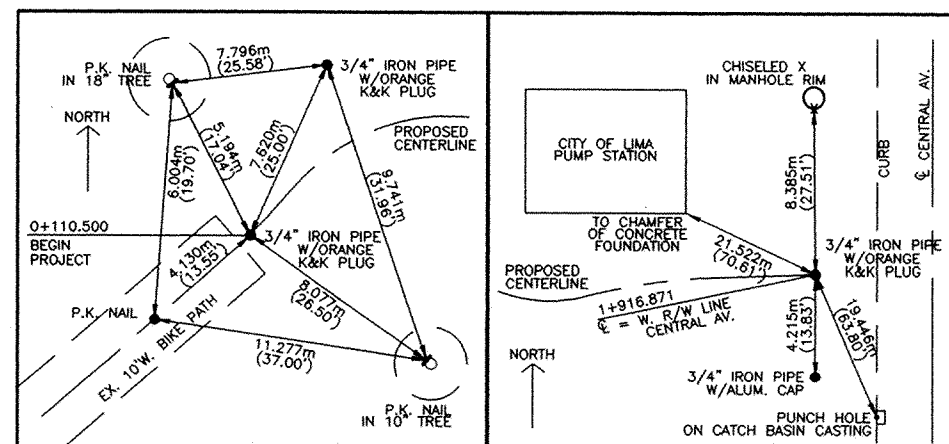 P.K. NAIL
IN 18" TREE
7.796m
(25.58')
3/4" IRON PIPE
W/ORANGE
K&K PLUG
NORTH
5.194m
(17.04')
7.620m
(25.00')
PROPOSED
CENTERLINE
6.004m
(19.70')
9.741m
(31.96')
0+110.500
BEGIN
PROJECT
3/4" IRON PIPE
W/ORANGE
K&K PLUG
4.130m
(13.55')
8.077m
(26.50')
P.K. NAIL
11.277m
(37.00')
EX. 10'W. BIKE PATH
P.K. NAIL
IN 10" TREE
CHISELED X
IN MANHOLE RIM
CITY OF LIMA
PUMP STATION
CURB
℄ CENTRAL AV.
8.385m
(27.51')
TO CHAMFER
OF CONCRETE
FOUNDATION
21.522m
(70.61')
3/4" IRON PIPE
W/ORANGE
K&K PLUG
PROPOSED
CENTERLINE
1+916.871
℄ = W. R/W LINE
CENTRAL AV.
4.215m
(13.83')
19.446m
(63.80')
NORTH
3/4" IRON PIPE
W/ALUM. CAP
PUNCH HOLE
ON CATCH BASIN CASTING